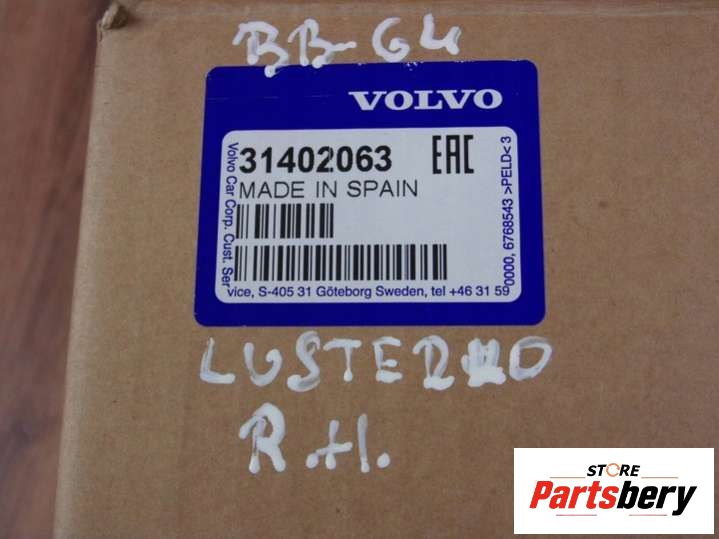 BB-64
VOLVO
31402063 EAC
MADE IN SPAIN
Volvo Car Corp. Cust. Ser
vice, S-405 31 Göteborg Sweden, tel +46 31 59
0000, 6768543 >PELD< 3
LUSTERKO
R.H.
STORE
Partsbery